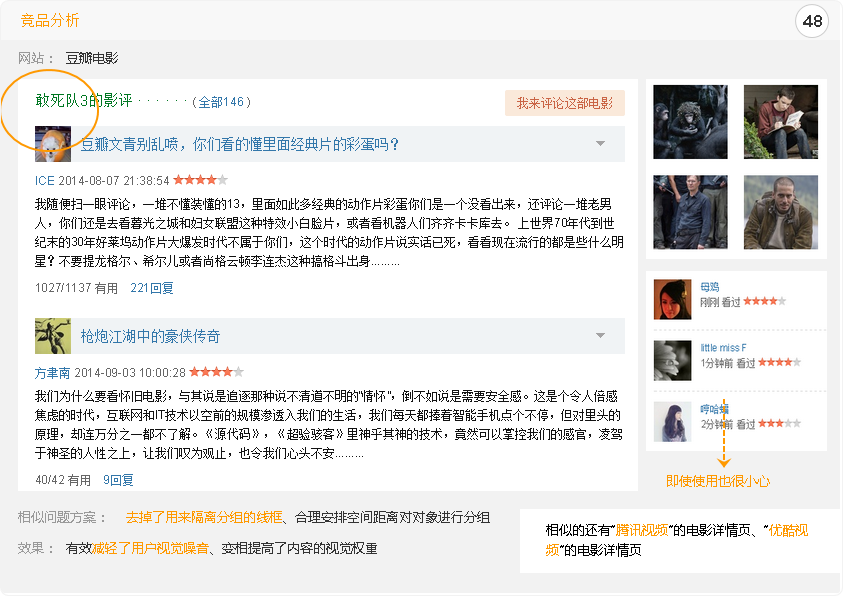 竞品分析
48
网站： 豆瓣电影
敢死队3的影评 · · · · · · （全部146）
我来评论这部电影
豆瓣文青别乱喷，你们看的懂里面经典片的彩蛋吗？
ICE 2014-08-07 21:38:54
我随便扫一眼评论，一堆不懂装懂的13，里面如此多经典的动作片彩蛋你们是一个没看出来，还评论一堆老男
人，你们还是去看暮光之城和妇女联盟这种特效小白脸片，或者看机器人们齐齐卡卡库去。 上世界70年代到世
纪末的30年好莱坞动作片大爆发时代不属于你们，这个时代的动作片说实话已死，看看现在流行的都是些什么明
星？不要提龙格尔、希尔儿或者尚格云顿李连杰这种搞格斗出身.........
1027/1137 有用 221回复
枪炮江湖中的豪侠传奇
方聿南 2014-09-03 10:00:28
我们为什么要看怀旧电影，与其说是追逐那种说不清道不明的“情怀”，倒不如说是需要安全感。这是个令人倍感
焦虑的时代，互联网和IT技术以空前的规模渗透入我们的生活，我们每天都捧着智能手机点个不停，但对里头的
原理，却连万分之一都不了解。《源代码》，《超验骇客》里神乎其神的技术，竟然可以掌控我们的感官，凌驾
于神圣的人性之上，让我们叹为观止，也令我们心头不安.........
40/42 有用 9回复
母鸡
刚刚 看过
little miss F
1分钟前 看过
哼哈蛹
2分钟前 看过
即使使用也很小心
相似问题方案： 去掉了用来隔离分组的线框、合理安排空间距离对对象进行分组
效果： 有效减轻了用户视觉噪音、变相提高了内容的视觉权重
相似的还有“腾讯视频”的电影详情页、“优酷视
频”的电影详情页